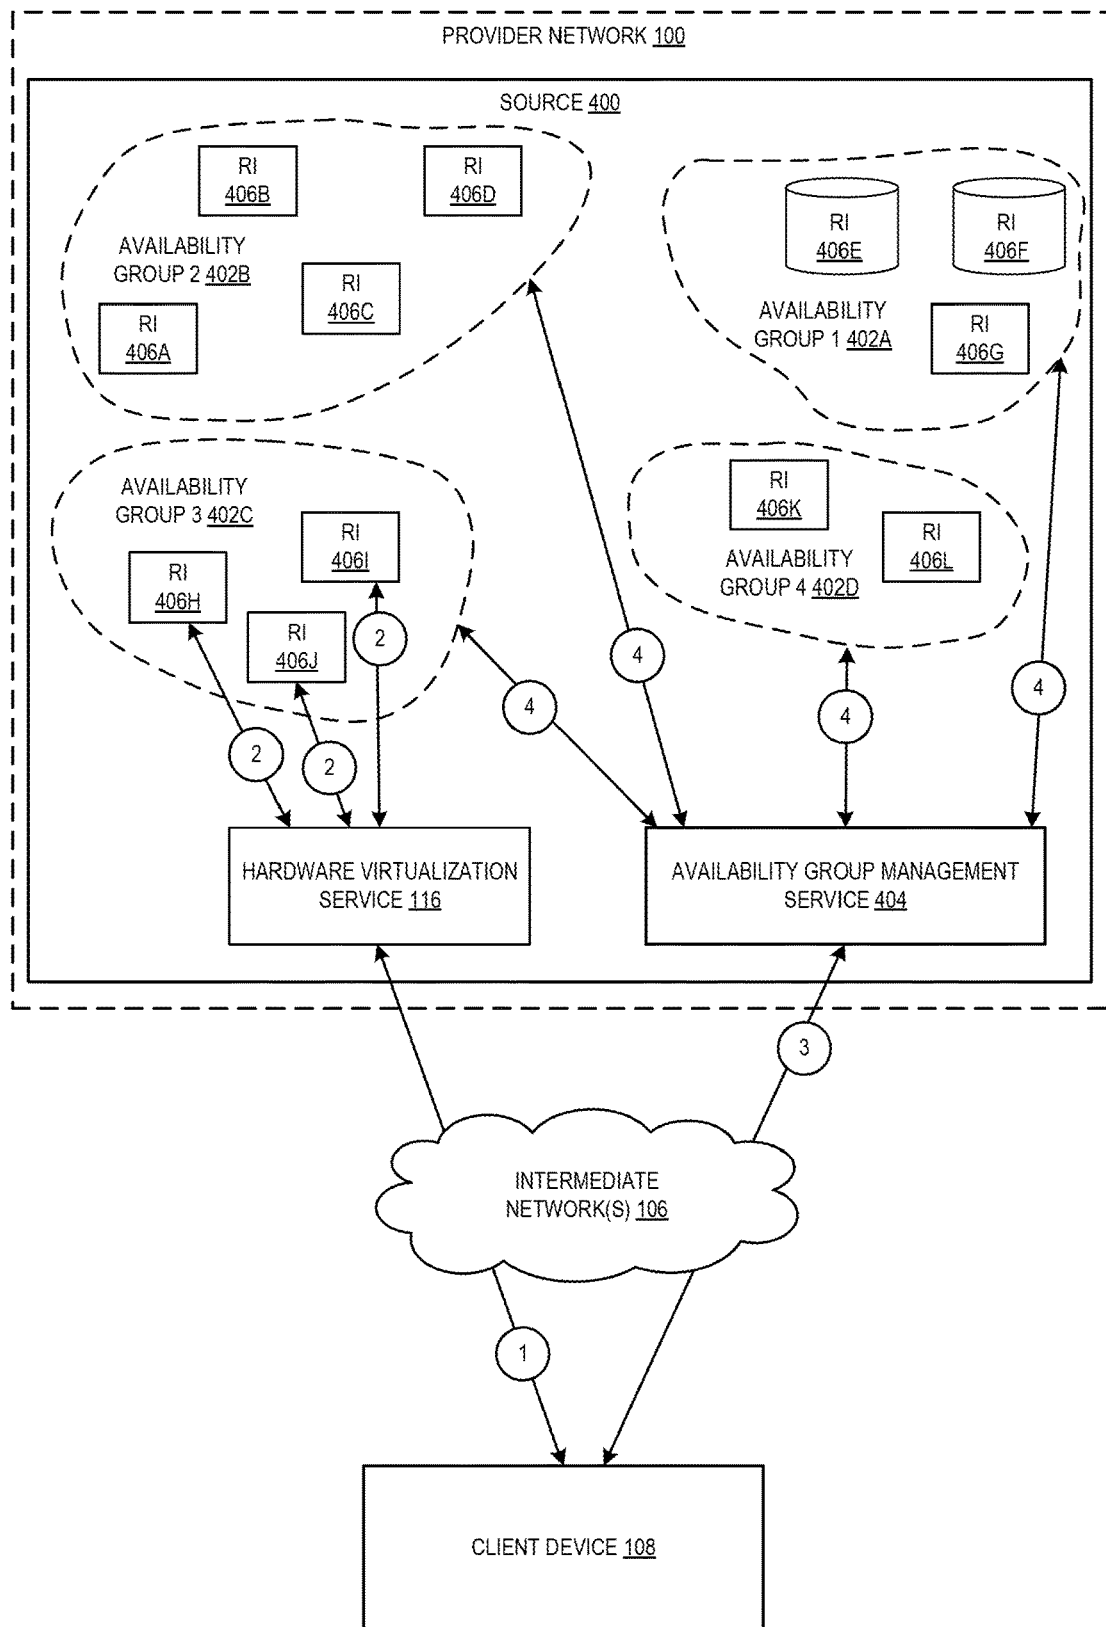 PROVIDER NETWORK 100
SOURCE 400
RI
406B
RI
406D
AVAILABILITY
GROUP 2 402B
RI
406C
RI
406A
RI
406E
RI
406F
AVAILABILITY
GROUP 1 402A
RI
406G
AVAILABILITY
GROUP 3 402C
RI
406I
RI
406H
RI
406J
RI
406K
RI
406L
AVAILABILITY
GROUP 4 402D
2
4
4
4
4
2
2
HARDWARE VIRTUALIZATION
SERVICE 116
AVAILABILITY GROUP MANAGEMENT
SERVICE 404
3
INTERMEDIATE
NETWORK(S) 106
1
CLIENT DEVICE 108